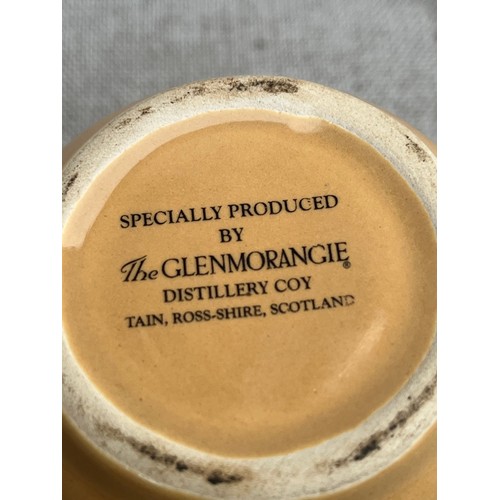 SPECIALLY PRODUCED
BY
The GLENMORANGIE®
DISTILLERY COY
TAIN, ROSS-SHIRE, SCOTLAND